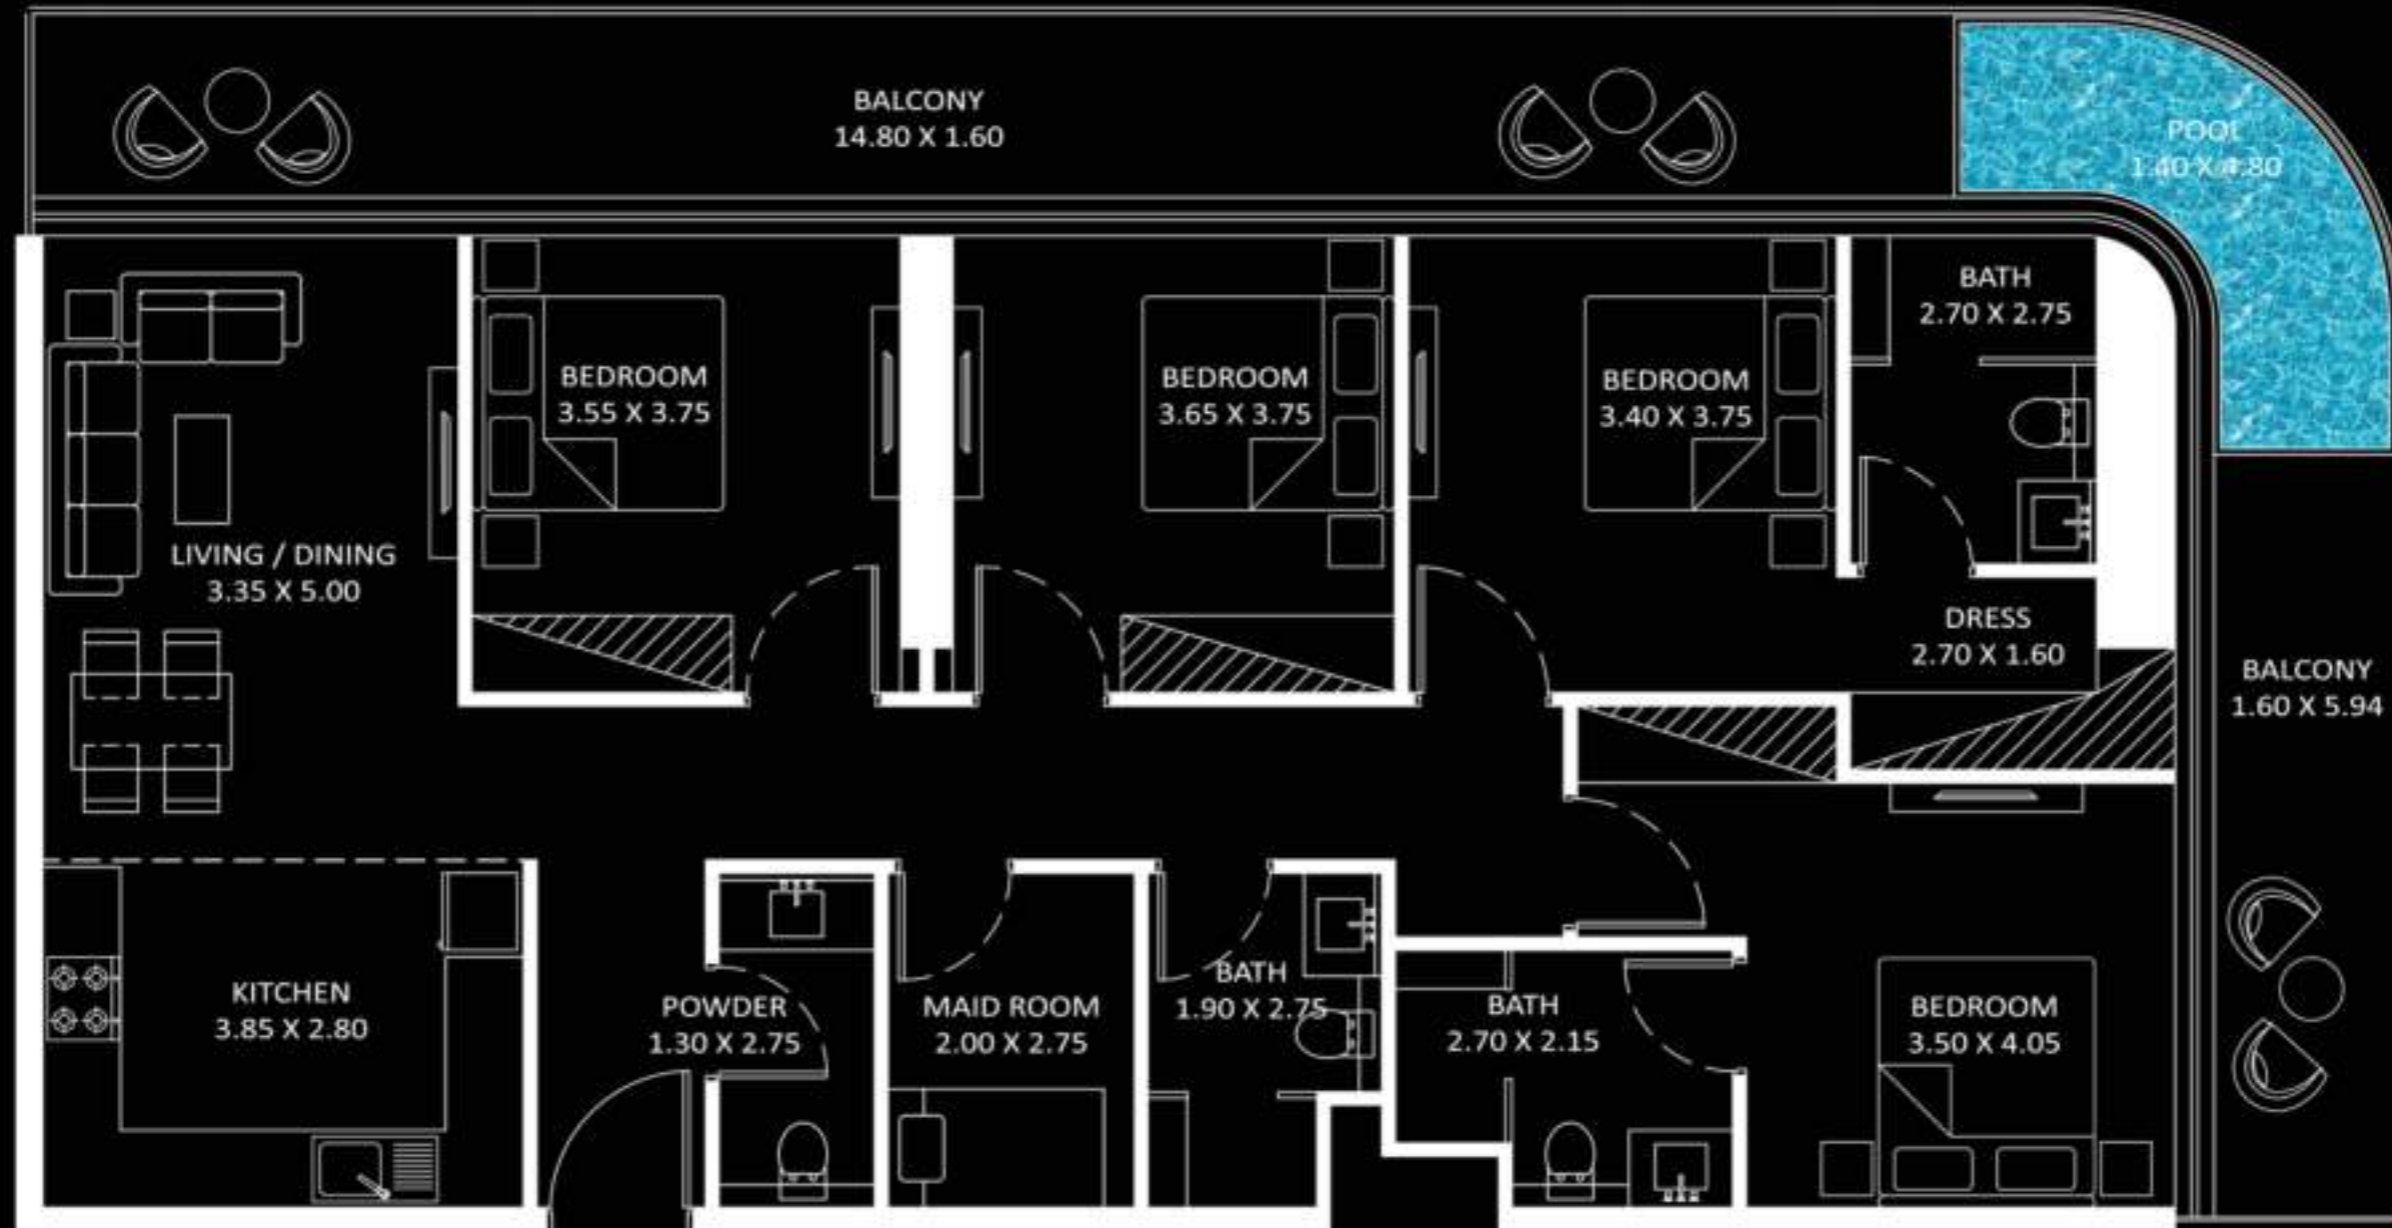 BALCONY
14.80 X 1.60
POOL
1.40 X 4.80
BATH
2.70 X 2.75
BEDROOM
3.55 X 3.75
BEDROOM
3.65 X 3.75
BEDROOM
3.40 X 3.75
LIVING / DINING
3.35 X 5.00
DRESS
2.70 X 1.60
BALCONY
1.60 X 5.94
KITCHEN
3.85 X 2.80
POWDER
1.30 X 2.75
MAID ROOM
2.00 X 2.75
BATH
1.90 X 2.75
BATH
2.70 X 2.15
BEDROOM
3.50 X 4.05